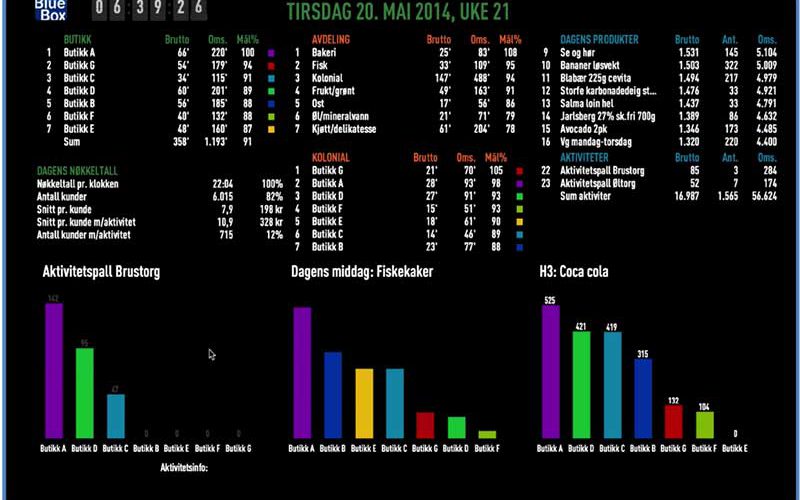 Blue
Box
06:39:26
TIRSDAG 20. MAI 2014, UKE 21
BUTIKK Brutto Oms. Mål%
1 Butikk A 66' 220' 100
2 Butikk G 54' 179' 94
3 Butikk C 34' 115' 91
4 Butikk D 60' 201' 89
5 Butikk B 56' 185' 88
6 Butikk F 40' 132' 88
7 Butikk E 48' 160' 87
Sum 358' 1.193' 91
AVDELING Brutto Oms. Mål%
1 Bakeri 25' 83' 108
2 Fisk 33' 109' 95
3 Kolonial 147' 488' 94
4 Frukt/grønt 49' 163' 91
5 Ost 17' 56' 86
6 Øl/mineralvann 21' 71' 79
7 Kjøtt/delikatesse 61' 204' 78
DAGENS PRODUKTER Brutto Ant. Oms.
9 Se og hør 1.531 145 5.104
10 Bananer løsvekt 1.503 322 5.009
11 Blabær 225g cevita 1.494 217 4.979
12 Storfe karbonadedeig st... 1.476 33 4.921
13 Salma loin hel 1.437 33 4.791
14 Jarlsberg 27% sk.fri 700g 1.389 86 4.632
15 Avocado 2pk 1.346 173 4.485
16 Vg mandag-torsdag 1.320 220 4.400
DAGENS NØKKELTALL
Nøkkeltall pr. klokken 22:04 100%
Antall kunder 6.015 82%
Snitt pr. kunde 7,9 198 kr
Snitt pr. kunde m/aktivitet 10,9 328 kr
Antall kunder m/aktivitet 715 12%
KOLONIAL Brutto Oms. Mål%
1 Butikk G 21' 70' 105
2 Butikk A 28' 93' 98
3 Butikk D 27' 91' 93
4 Butikk F 15' 51' 93
5 Butikk E 18' 61' 90
6 Butikk C 14' 46' 89
7 Butikk B 23' 77' 88
AKTIVITETER Brutto Ant. Oms.
22 Aktivitetspall Brustorg 85 3 284
23 Aktivitetspall Øltorg 52 7 174
Sum aktiviter 16.987 1.565 56.624
Aktivitetspall Brustorg
142
95
47
0 0 0 0
Butikk A Butikk D Butikk C Butikk B Butikk E Butikk F Butikk G
Aktivitetsinfo:
Dagens middag: Fiskekaker
Butikk A Butikk B Butikk E Butikk C Butikk G Butikk D Butikk F
H3: Coca cola
525
421
419
315
132
104
0
Butikk A Butikk D Butikk C Butikk B Butikk G Butikk F Butikk E